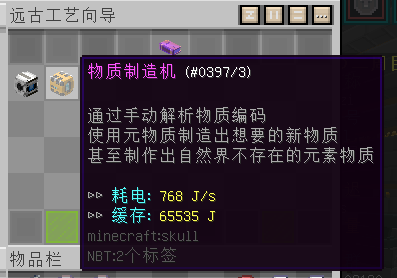 远古工艺向导
物质制造机 (#0397/3)
通过手动解析物质编码
使用元物质制造出想要的新物质
甚至制作出自然界不存在的元素物质
▷▷ 耗电: 768 J/s
▷▷ 缓存: 65535 J
minecraft:skull
NBT:2个标签
物品栏